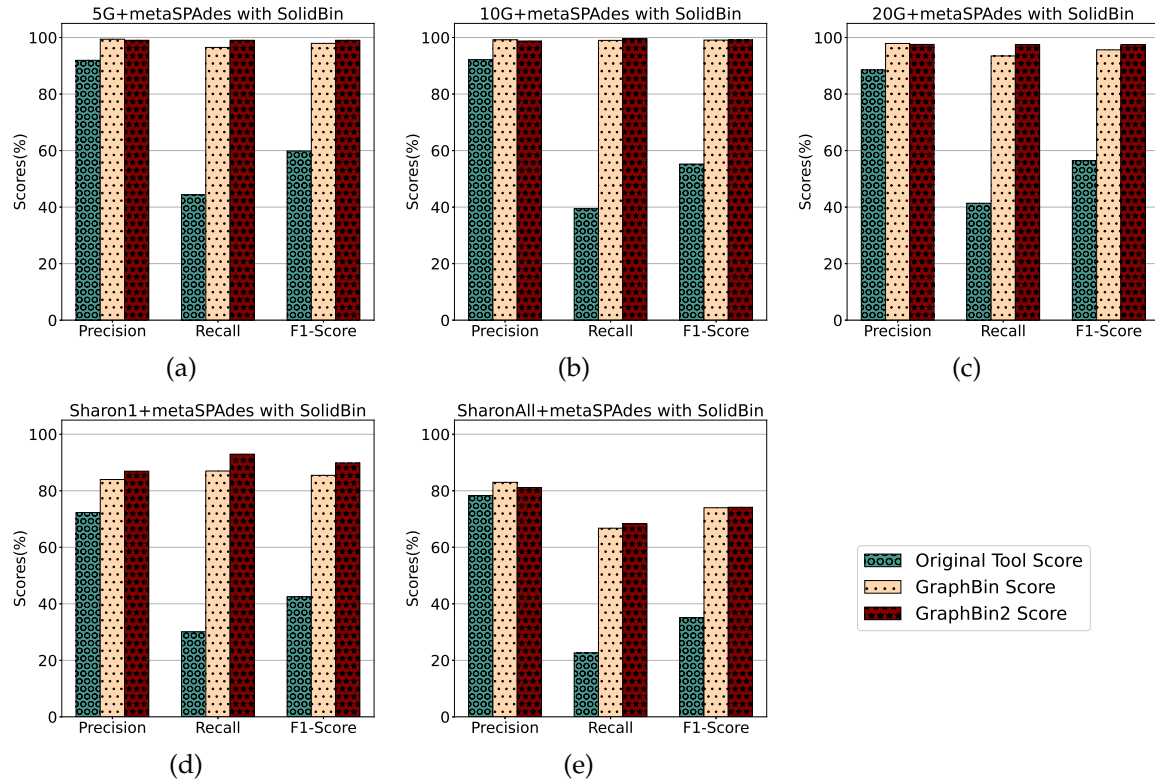 5G+metaSPAdes with SolidBin
Scores(%)
100
80
60
40
20
0
Precision Recall F1-Score
(a)
10G+metaSPAdes with SolidBin
Scores(%)
100
80
60
40
20
0
Precision Recall F1-Score
(b)
20G+metaSPAdes with SolidBin
Scores(%)
100
80
60
40
20
0
Precision Recall F1-Score
(c)
Sharon1+metaSPAdes with SolidBin
Scores(%)
100
80
60
40
20
0
Precision Recall F1-Score
(d)
SharonAll+metaSPAdes with SolidBin
Scores(%)
100
80
60
40
20
0
Precision Recall F1-Score
(e)
Original Tool Score
GraphBin Score
GraphBin2 Score